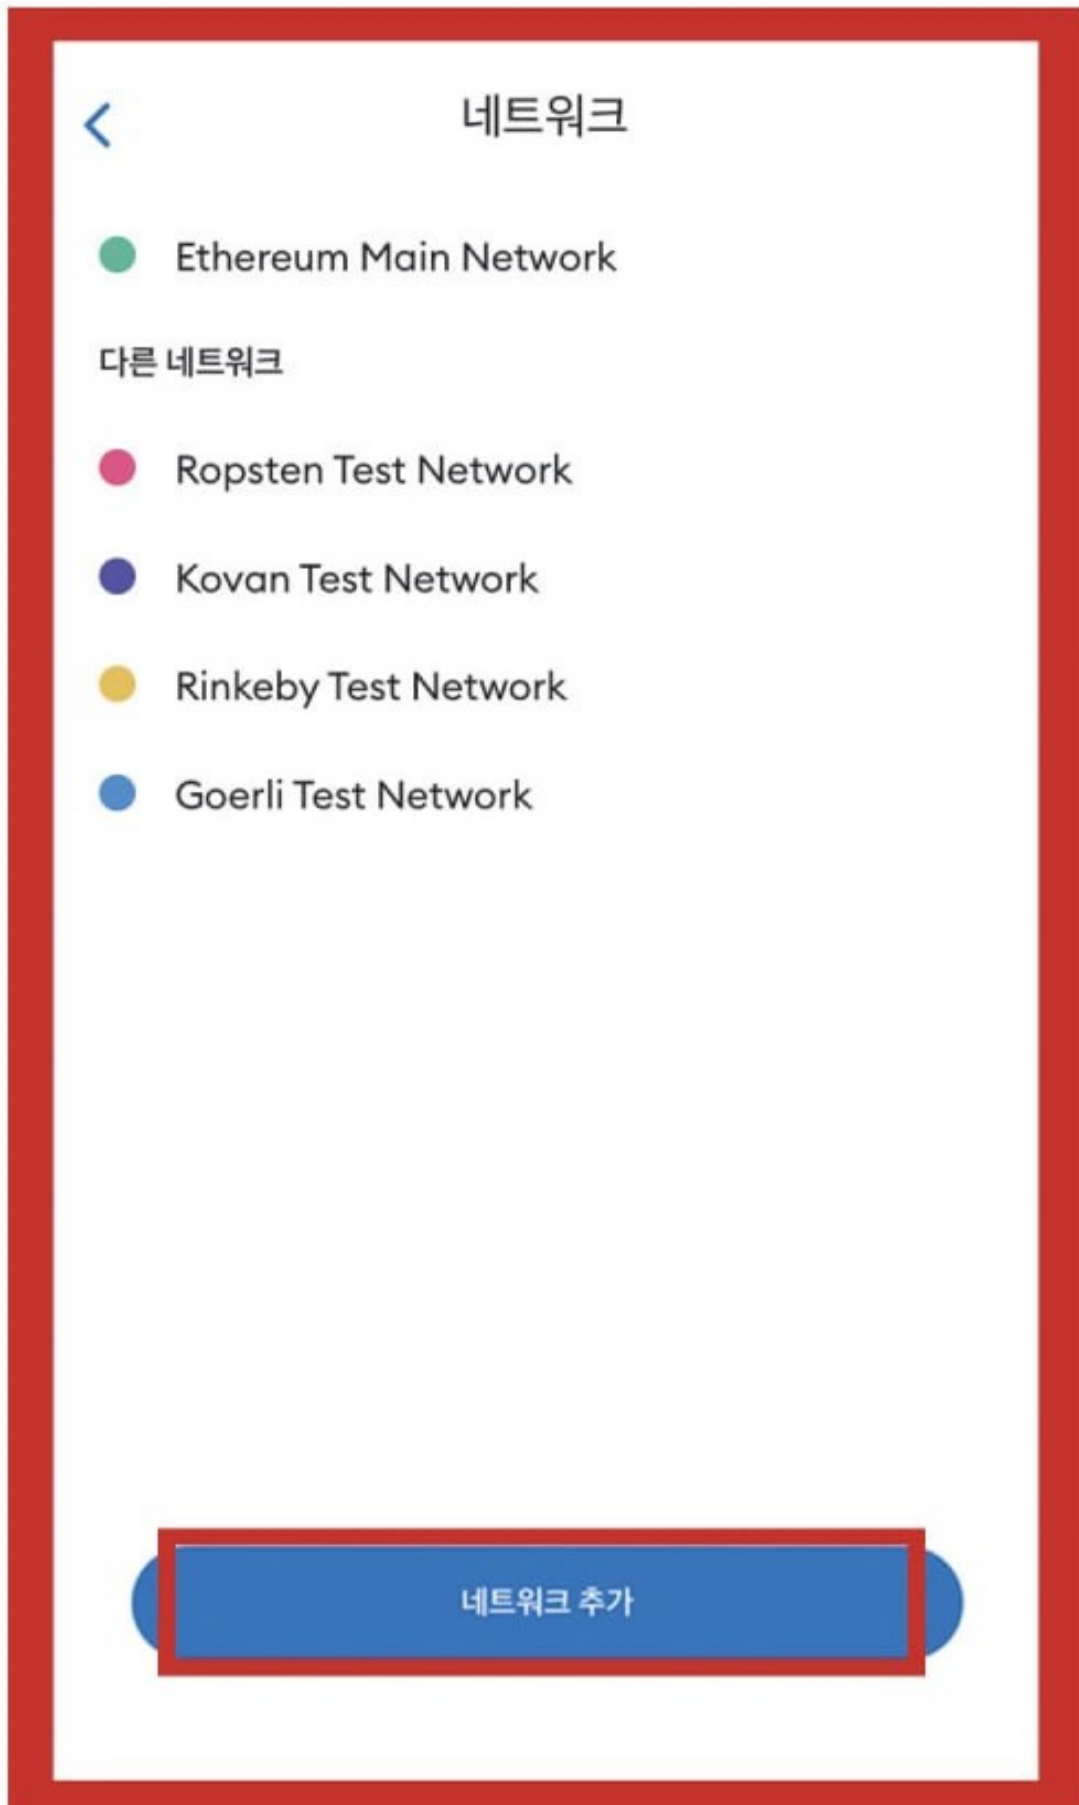 네트워크
Ethereum Main Network
다른 네트워크
Ropsten Test Network
Kovan Test Network
Rinkeby Test Network
Goerli Test Network
네트워크 추가